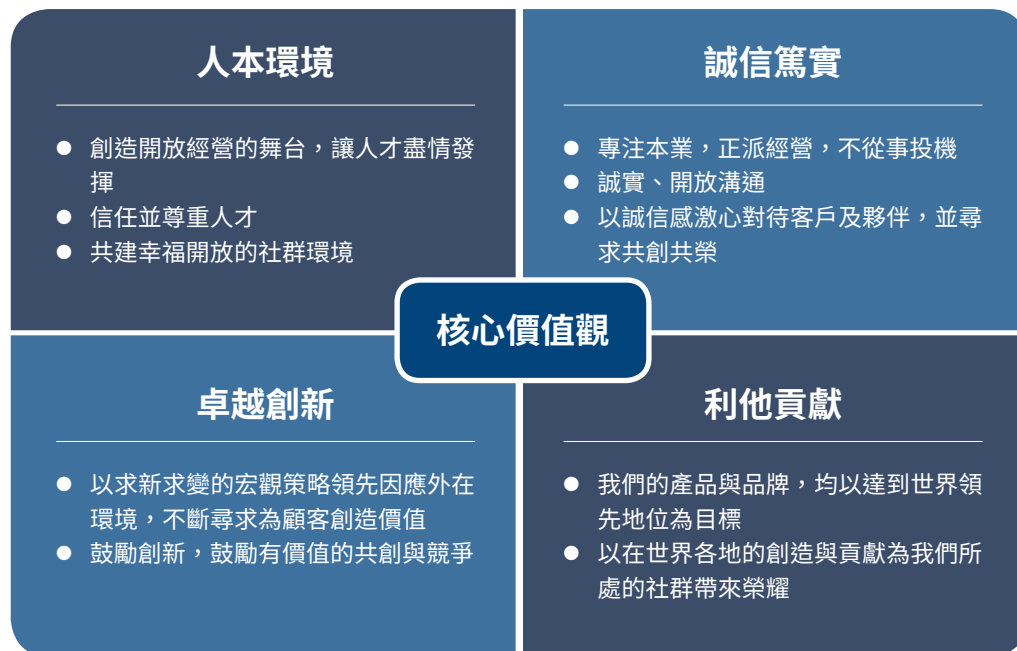 人本環境
創造開放經營的舞台，讓人才盡情發
揮
信任並尊重人才
共建幸福開放的社群環境
誠信篤實
專注本業，正派經營，不從事投機
誠實、開放溝通
以誠信感激心對待客戶及夥伴，並尋
求共創共榮
核心價值觀
卓越創新
以求新求變的宏觀策略領先因應外在
環境，不斷尋求為顧客創造價值
鼓勵創新，鼓勵有價值的共創與競爭
利他貢獻
我們的產品與品牌，均以達到世界領
先地位為目標
以在世界各地的創造與貢獻為我們所
處的社群帶來榮耀